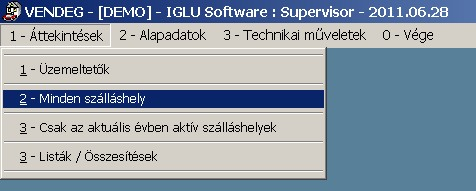 VENDEG - [DEMO] - IGLU Software : Supervisor - 2011.06.28
1 - Áttekintések 2 - Alapadatok 3 - Technikai műveletek 0 - Vége
1 - Üzemeltetők
2 - Minden szálláshely
3 - Csak az aktuális évben aktív szálláshelyek
3 - Listák / Összesítések